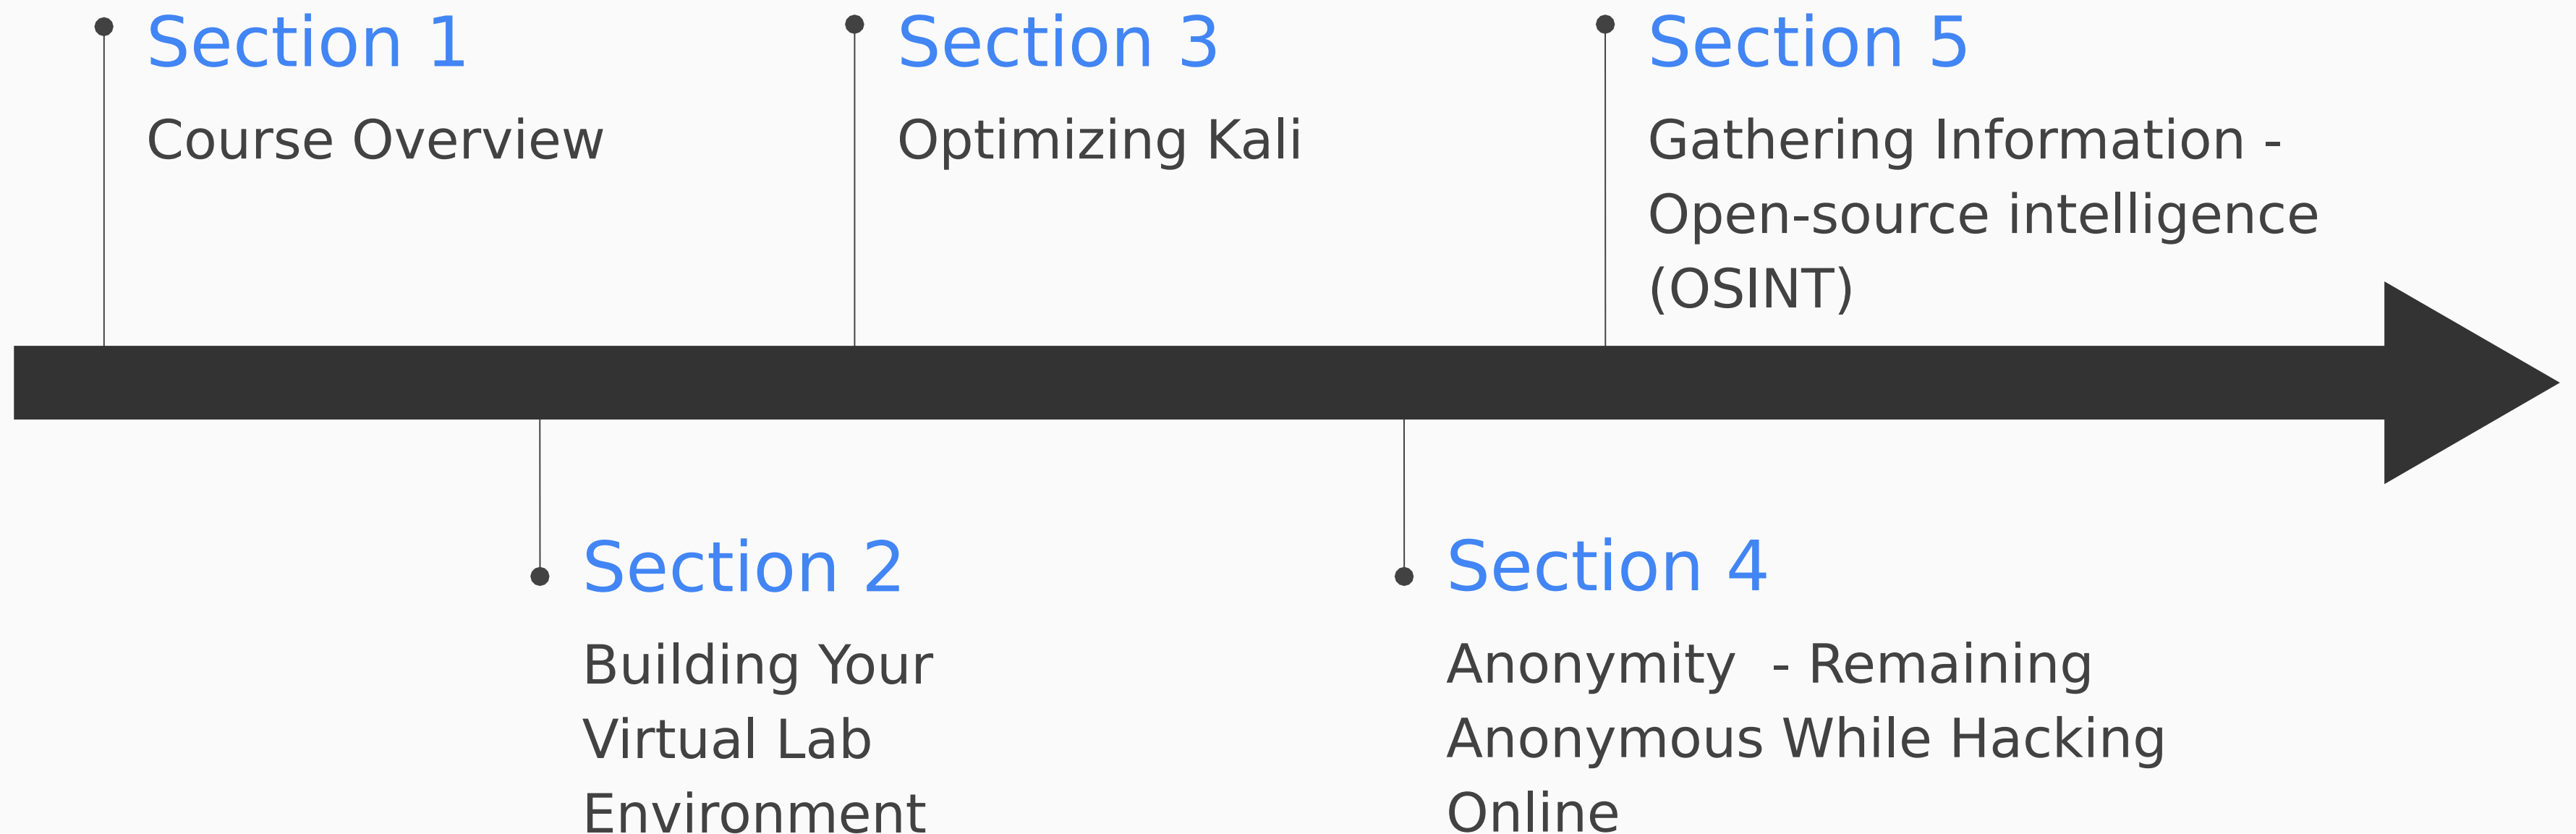 Section 1
Course Overview
Section 3
Optimizing Kali
Section 5
Gathering Information -
Open-source intelligence
(OSINT)
Section 2
Building Your
Virtual Lab
Environment
Section 4
Anonymity  - Remaining
Anonymous While Hacking
Online